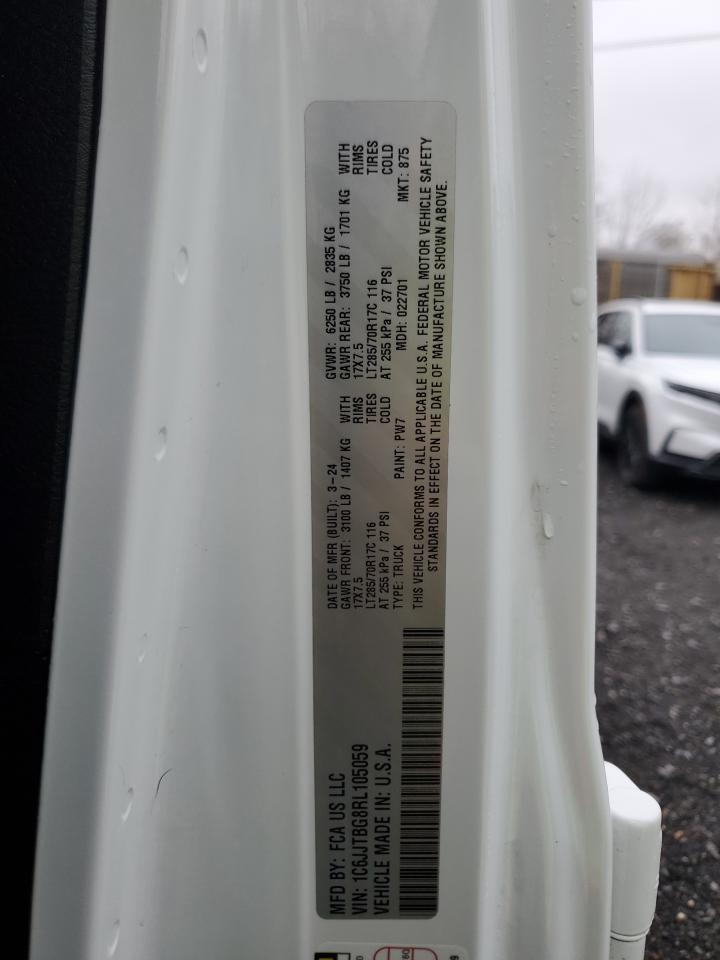 MFD BY: FCA US LLC
VIN: 1C6JJTBG8RL105059
VEHICLE MADE IN: U.S.A.
DATE OF MFR (BUILT): 3-24 GVWR: 6250 LB / 2835 KG
GAWR FRONT: 3100 LB / 1407 KG WITH GAWR REAR: 3750 LB / 1701 KG WITH
17X7.5 RIMS 17X7.5 RIMS
LT285/70R17C 116 TIRES LT285/70R17C 116 TIRES
AT 255 kPa / 37 PSI COLD AT 255 kPa / 37 PSI COLD
TYPE: TRUCK PAINT: PW7 MDH: 022701 MKT: 875
THIS VEHICLE CONFORMS TO ALL APPLICABLE U.S.A. FEDERAL MOTOR VEHICLE SAFETY
STANDARDS IN EFFECT ON THE DATE OF MANUFACTURE SHOWN ABOVE.